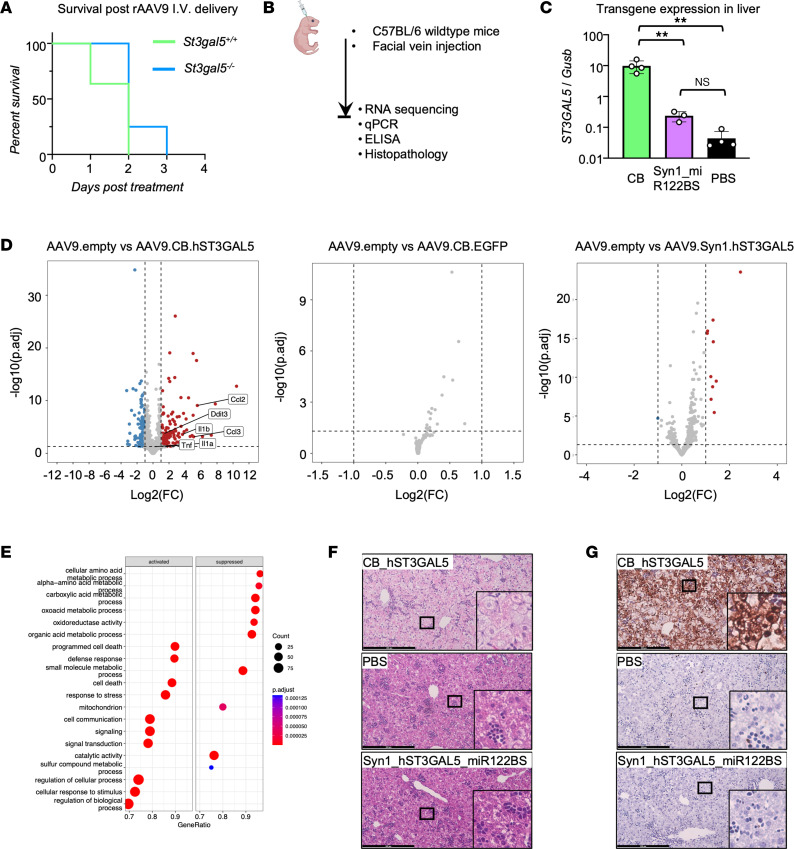 A
Survival post rAAV9 I.V. delivery
Percent survival
100
50
0
0 1 2 3 4
Days post treatment
St3gal5+/+
St3gal5-/-
B
• C57BL/6 wildtype mice
• Facial vein injection
• RNA sequencing
• qPCR
• ELISA
• Histopathology
C
Transgene expression in liver
**
**
NS
ST3GAL5 / Gusb
100
10
1
0.1
0.01
CB
Syn1_mi
R122BS
PBS
D
AAV9.empty vs AAV9.CB.hST3GAL5
-log10(p.adj)
30
20
10
0
Ccl2
Ddit3
Il1b
Ccl3
Tnf
Il1a
-12 -10 -8 -6 -4 -2 0 2 4 6 8 10 12
Log2(FC)
AAV9.empty vs AAV9.CB.EGFP
-log10(p.adj)
10
5
0
-1.5 -1.0 -0.5 0.0 0.5 1.0 1.5
Log2(FC)
AAV9.empty vs AAV9.Syn1.hST3GAL5
-log10(p.adj)
20
15
10
5
0
-4 -2 0 2 4
Log2(FC)
E
activated
suppressed
cellular amino acid
metabolic process
alpha-amino acid metabolic
process
carboxylic acid metabolic
process
oxoacid metabolic process
oxidoreductase activity
organic acid metabolic process
programmed cell death
defense response
small molecule metabolic
process
cell death
response to stress
mitochondrion
cell communication
signaling
signal transduction
catalytic activity
sulfur compound metabolic
process
regulation of cellular process
cellular response to stimulus
regulation of biological
process
0.7 0.8 0.9 0.7 0.8 0.9
GeneRatio
Count
25
50
75
p.adjust
0.000125
0.000100
0.000075
0.000050
0.000025
F
CB_hST3GAL5
PBS
Syn1_hST3GAL5_miR122BS
G
CB_hST3GAL5
PBS
Syn1_hST3GAL5_miR122BS